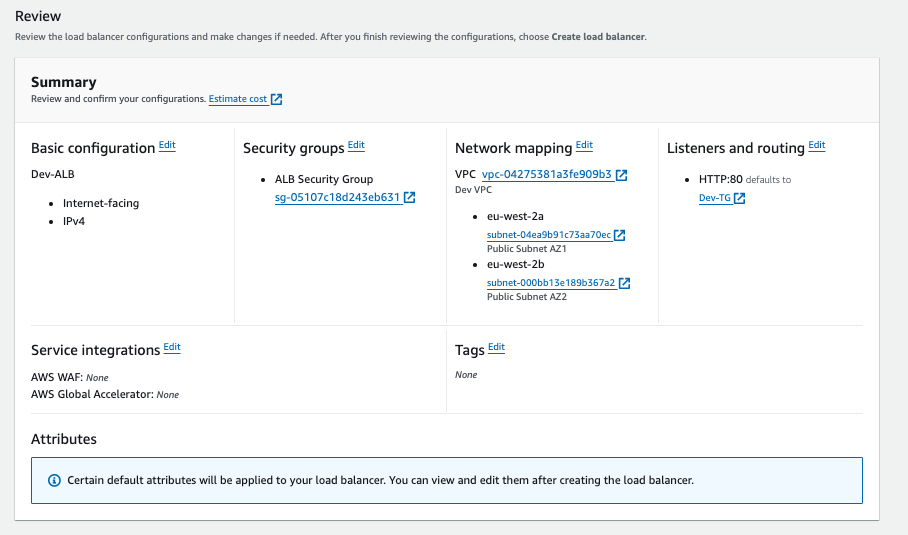 Review
Review the load balancer configurations and make changes if needed. After you finish reviewing the configurations, choose Create load balancer.
Summary
Review and confirm your configurations. Estimate cost
Basic configuration Edit
Dev-ALB
Internet-facing
IPv4
Security groups Edit
ALB Security Group
sg-05107c18d243eb631
Network mapping Edit
VPC vpc-04275381a3fe909b3
Dev VPC
eu-west-2a
subnet-04ea9b91c73aa70ec
Public Subnet AZ1
eu-west-2b
subnet-000bb13e189b367a2
Public Subnet AZ2
Listeners and routing Edit
HTTP:80 defaults to
Dev-TG
Service integrations Edit
AWS WAF: None
AWS Global Accelerator: None
Tags Edit
None
Attributes
Certain default attributes will be applied to your load balancer. You can view and edit them after creating the load balancer.